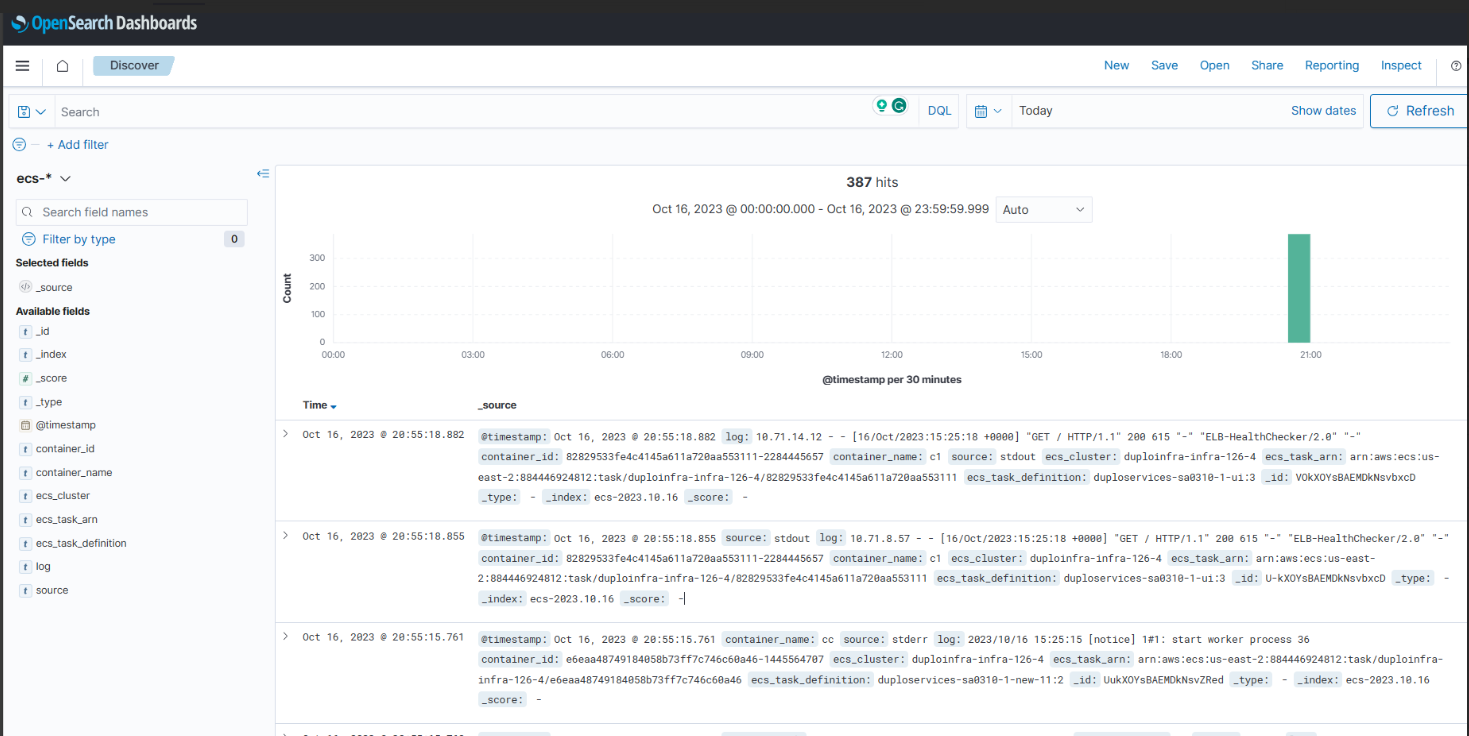 OpenSearch Dashboards
Discover New Save Open Share Reporting Inspect
Search DQL Today Show dates Refresh
+ Add filter
ecs-*
Search field names
Filter by type 0
Selected fields
_source
Available fields
t _id
t _index
# _score
t _type
@timestamp
t container_id
t container_name
t ecs_cluster
t ecs_task_arn
t ecs_task_definition
t log
t source
387 hits
Oct 16, 2023 @ 00:00:00.000 - Oct 16, 2023 @ 23:59:59.999 Auto
Count
300
200
100
0
00:00 03:00 06:00 09:00 12:00 15:00 18:00 21:00
@timestamp per 30 minutes
Time _source
Oct 16, 2023 @ 20:55:18.882 @timestamp: Oct 16, 2023 @ 20:55:18.882 log: 10.71.14.12 - - [16/Oct/2023:15:25:18 +0000] "GET / HTTP/1.1" 200 615 "-" "ELB-HealthChecker/2.0" "-"
container_id: 82829533fe4c4145a611a720aa553111-2284445657 container_name: c1 source: stdout ecs_cluster: duploinfra-infra-126-4 ecs_task_arn: arn:aws:ecs:us-
east-2:884446924812:task/duploinfra-infra-126-4/82829533fe4c4145a611a720aa553111 ecs_task_definition: duploservices-sa0310-1-ui:3 _id: VOkXOYsBAEMDkNsvbxcD
_type: - _index: ecs-2023.10.16 _score: -
Oct 16, 2023 @ 20:55:18.855 @timestamp: Oct 16, 2023 @ 20:55:18.855 source: stdout log: 10.71.8.57 - - [16/Oct/2023:15:25:18 +0000] "GET / HTTP/1.1" 200 615 "-" "ELB-HealthChecker/2.0" "-"
container_id: 82829533fe4c4145a611a720aa553111-2284445657 container_name: c1 ecs_cluster: duploinfra-infra-126-4 ecs_task_arn: arn:aws:ecs:us-east-
2:884446924812:task/duploinfra-infra-126-4/82829533fe4c4145a611a720aa553111 ecs_task_definition: duploservices-sa0310-1-ui:3 _id: U-kXOYsBAEMDkNsvbxcD _type: -
_index: ecs-2023.10.16 _score: -
Oct 16, 2023 @ 20:55:15.761 @timestamp: Oct 16, 2023 @ 20:55:15.761 container_name: cc source: stderr log: 2023/10/16 15:25:15 [notice] 1#1: start worker process 36
container_id: e6eaa48749184058b73ff7c746c60a46-1445564707 ecs_cluster: duploinfra-infra-126-4 ecs_task_arn: arn:aws:ecs:us-east-2:884446924812:task/duploinfra-
infra-126-4/e6eaa48749184058b73ff7c746c60a46 ecs_task_definition: duploservices-sa0310-1-new-11:2 _id: UukXOYsBAEMDkNsvZRed _type: - _index: ecs-2023.10.16
_score: -